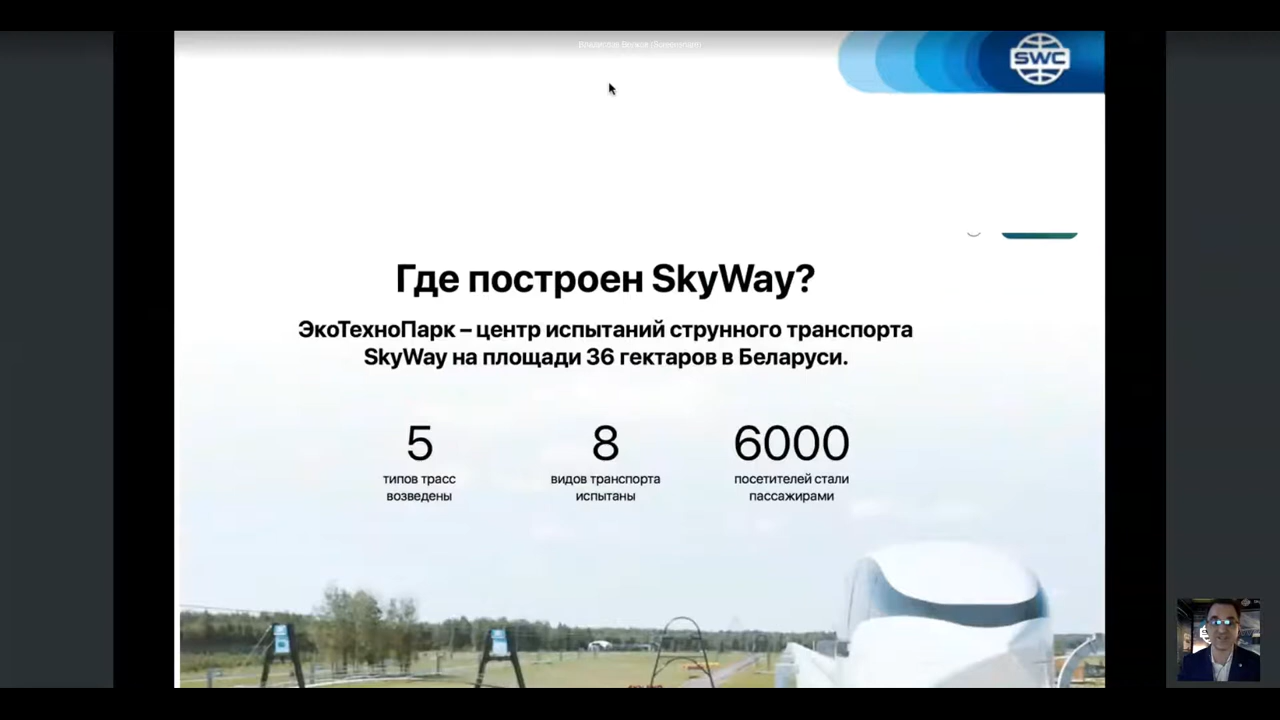 SWC
Где построен SkyWay?
ЭкоТехноПарк – центр испытаний струнного транспорта
SkyWay на площади 36 гектаров в Беларуси.
5
типов трасс
возведены
8
видов транспорта
испытаны
6000
посетителей стали
пассажирами